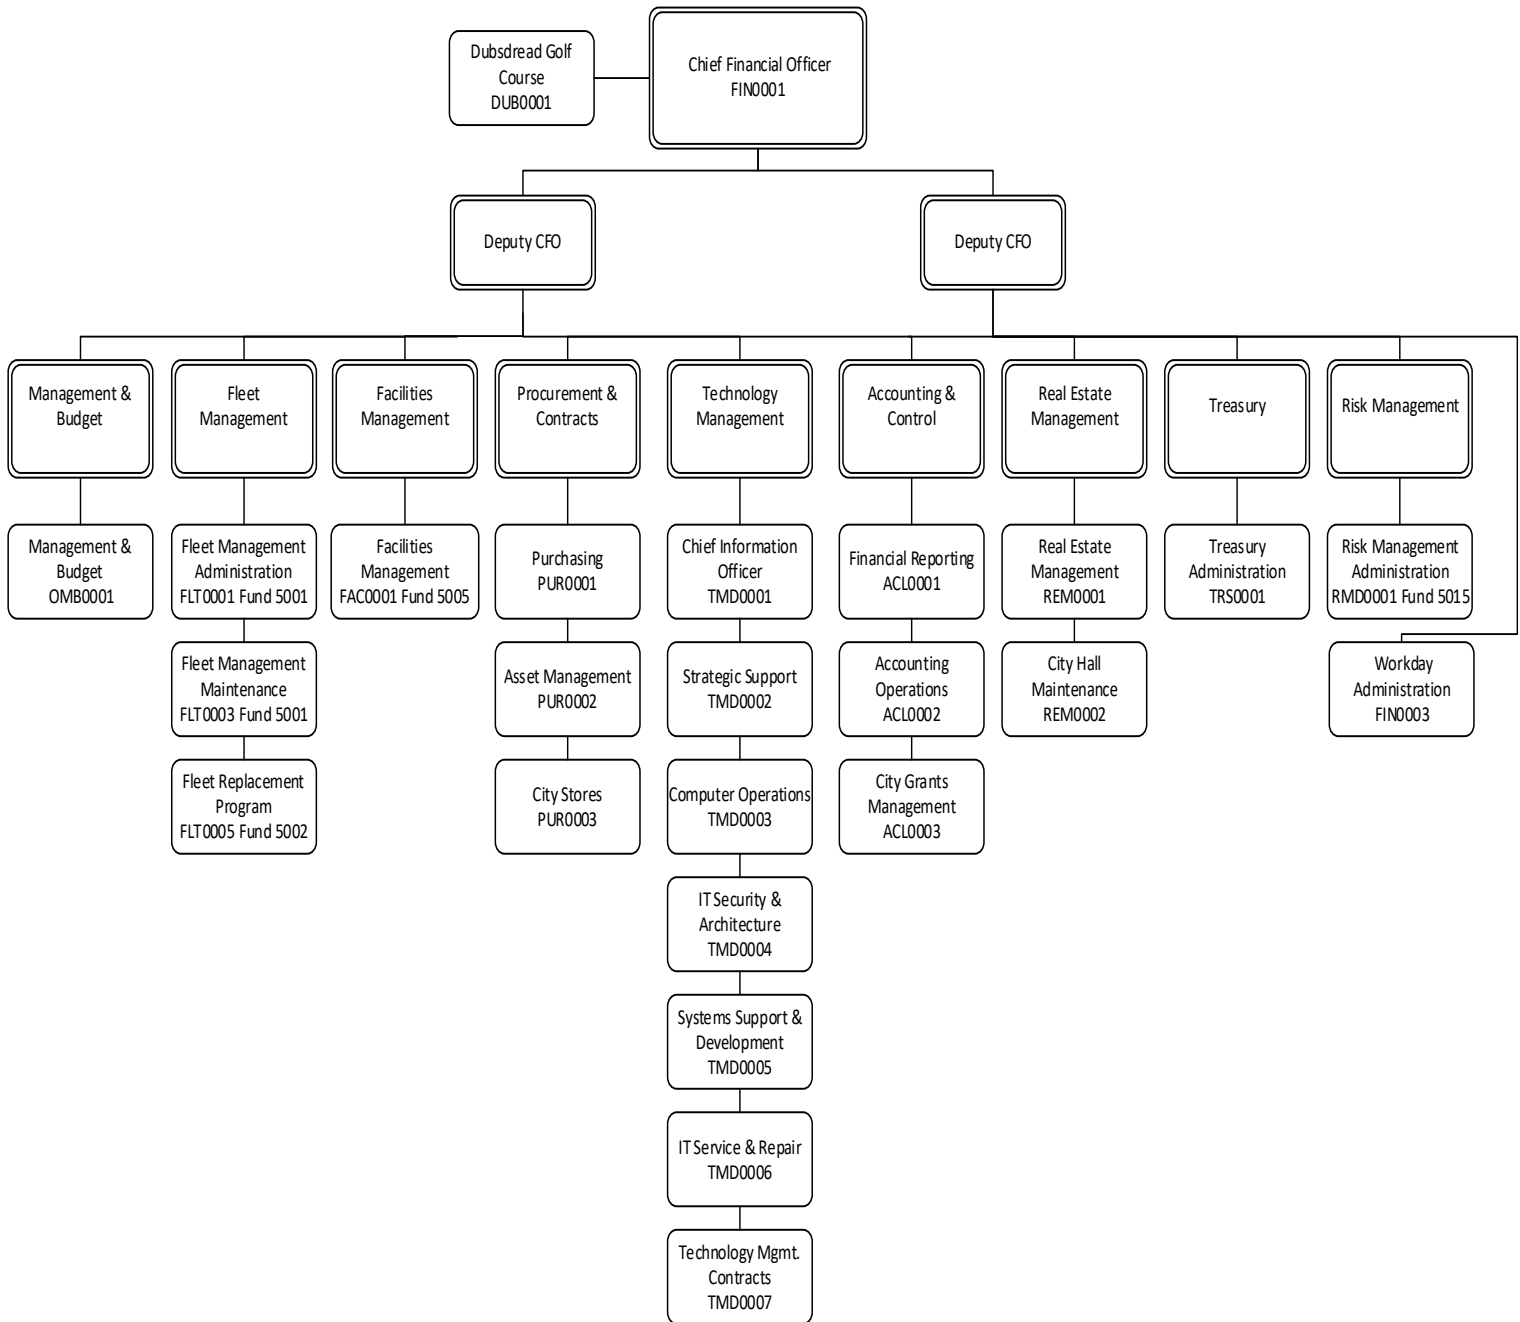 Dubsdread Golf
Course
DUB0001
Chief Financial Officer
FIN0001
Deputy CFO
Deputy CFO
Management &
Budget
Fleet
Management
Facilities
Management
Procurement &
Contracts
Technology
Management
Accounting &
Control
Real Estate
Management
Treasury
Risk Management
Management &
Budget
OMB0001
Fleet Management
Administration
FLT0001 Fund 5001
Facilities
Management
FAC0001 Fund 5005
Purchasing
PUR0001
Chief Information
Officer
TMD0001
Financial Reporting
ACL0001
Real Estate
Management
REM0001
Treasury
Administration
TRS0001
Risk Management
Administration
RMD0001 Fund 5015
Fleet Management
Maintenance
FLT0003 Fund 5001
Asset Management
PUR0002
Strategic Support
TMD0002
Accounting
Operations
ACL0002
City Hall
Maintenance
REM0002
Workday
Administration
FIN0003
Fleet Replacement
Program
FLT0005 Fund 5002
City Stores
PUR0003
Computer Operations
TMD0003
City Grants
Management
ACL0003
IT Security &
Architecture
TMD0004
Systems Support &
Development
TMD0005
IT Service & Repair
TMD0006
Technology Mgmt.
Contracts
TMD0007